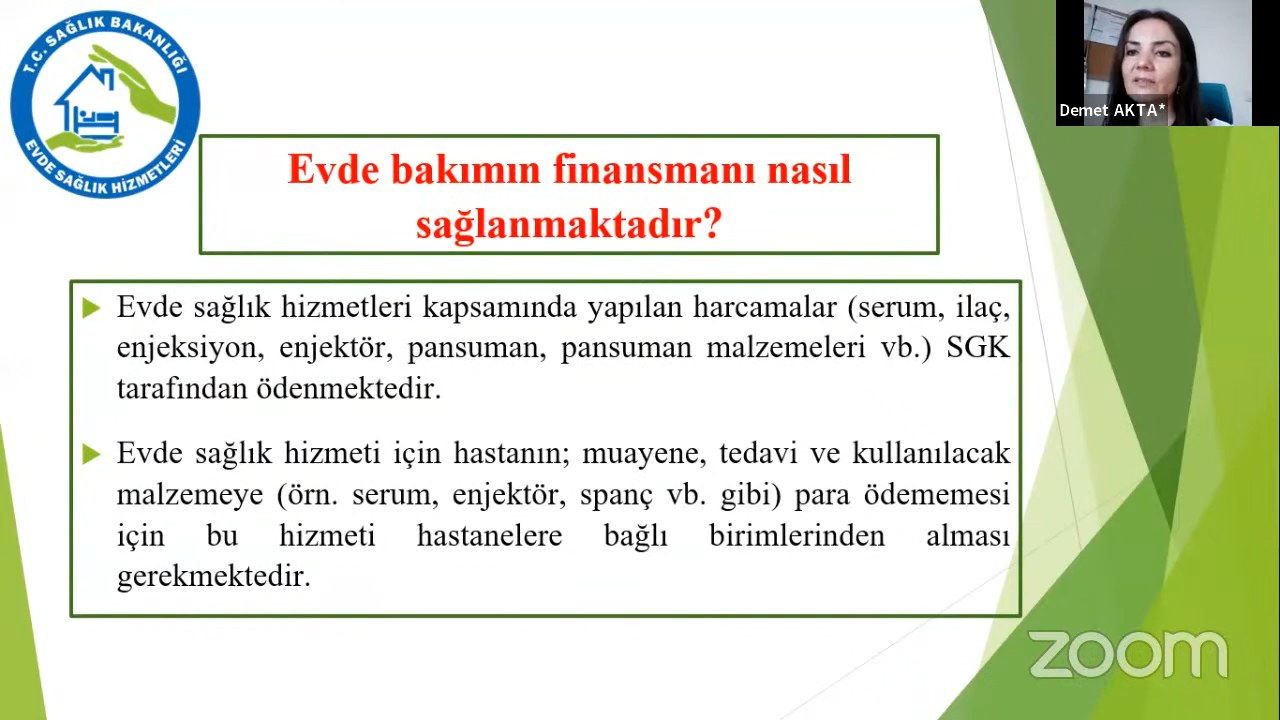 T.C. SAĞLIK BAKANLIĞI
EVDE SAĞLIK HİZMETLERİ
Demet AKTA*
Evde bakımın finansmanı nasıl
sağlanmaktadır?
Evde sağlık hizmetleri kapsamında yapılan harcamalar (serum, ilaç,
enjeksiyon, enjektör, pansuman, pansuman malzemeleri vb.) SGK
tarafından ödenmektedir.
Evde sağlık hizmeti için hastanın; muayene, tedavi ve kullanılacak
malzemeye (örn. serum, enjektör, spanç vb. gibi) para ödememesi
için bu hizmeti hastanelere bağlı birimlerinden alması
gerekmektedir.
zoom